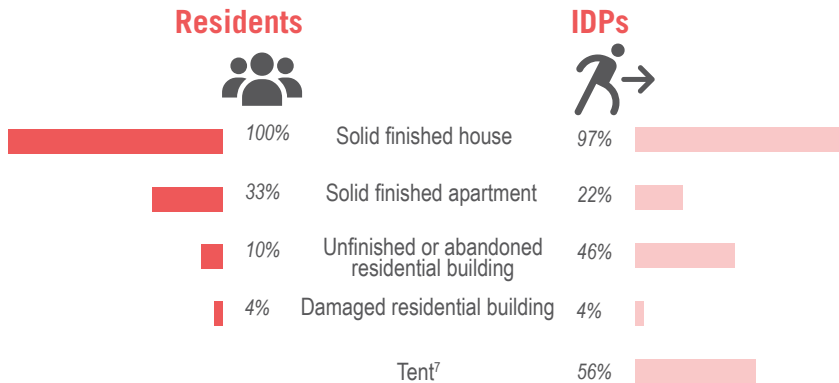 Residents IDPs
100% Solid finished house 97%
33% Solid finished apartment 22%
10% Unfinished or abandoned residential building 46%
4% Damaged residential building 4%
Tent⁷ 56%